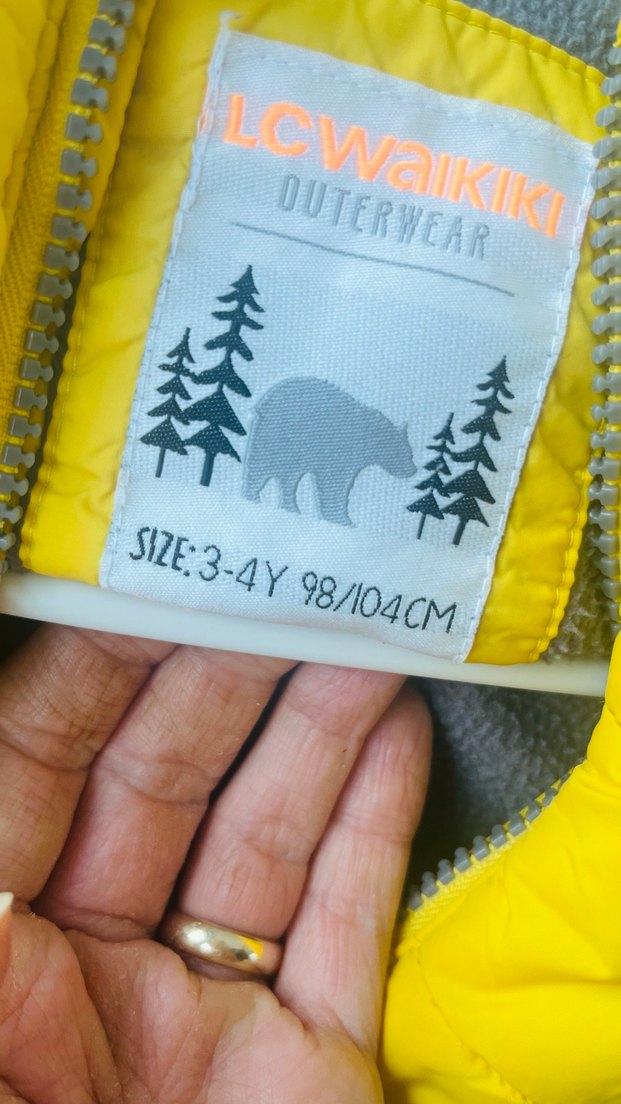 LCWAIKIKI
OUTERWEAR
SIZE: 3-4Y 98/104CM